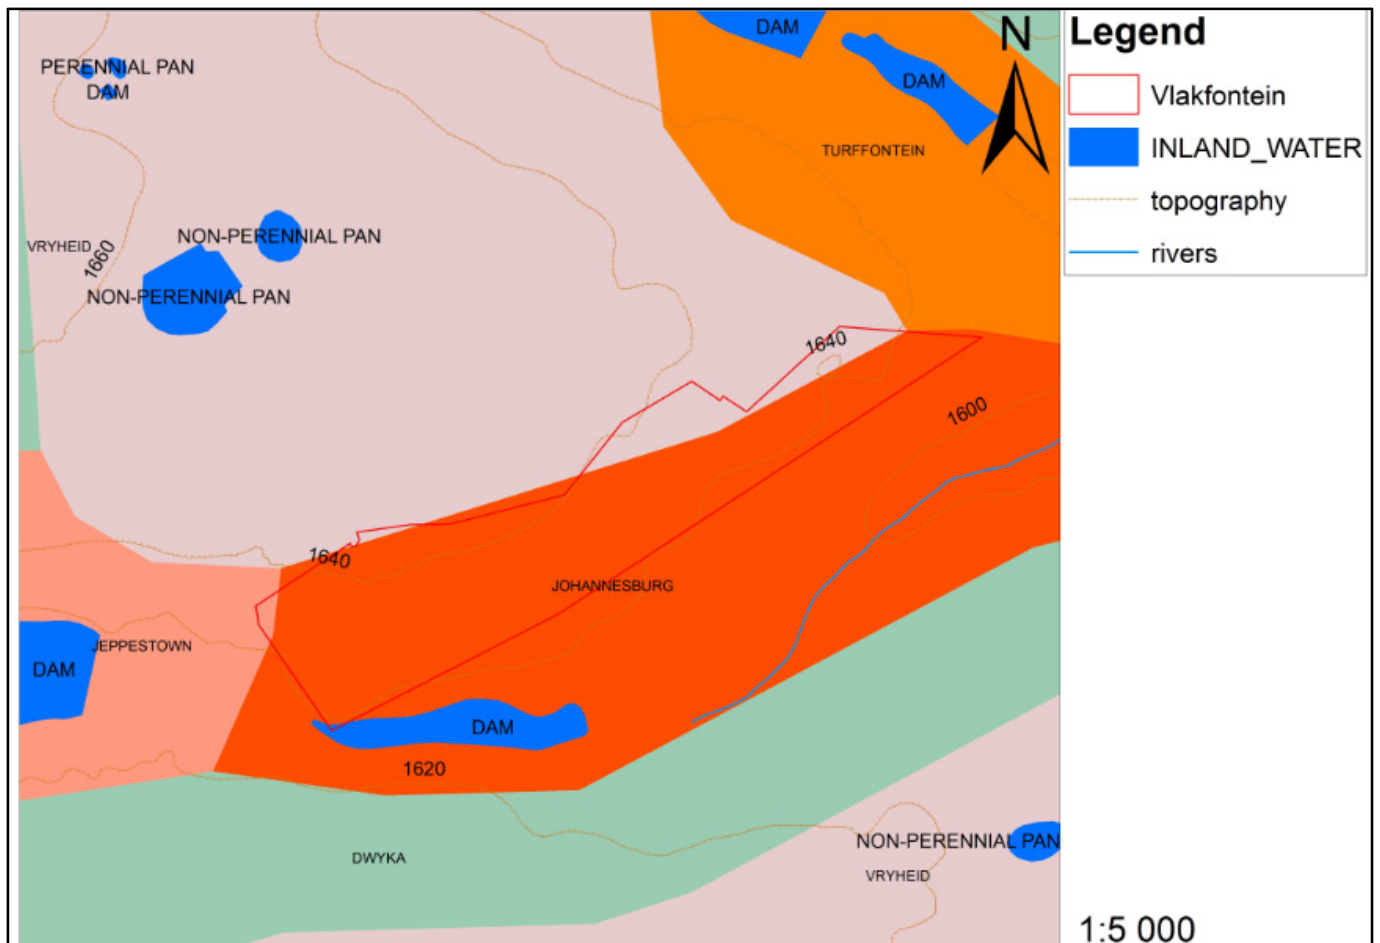 PERENNIAL PAN
DAM
DAM
DAM
TURFFONTEIN
N
VRYHEID
1660
NON-PERENNIAL PAN
NON-PERENNIAL PAN
1640
1600
1640
JOHANNESBURG
JEPPESTOWN
DAM
DAM
1620
DWYKA
NON-PERENNIAL PAN
VRYHEID
Legend
Vlakfontein
INLAND_WATER
topography
rivers
1:5 000